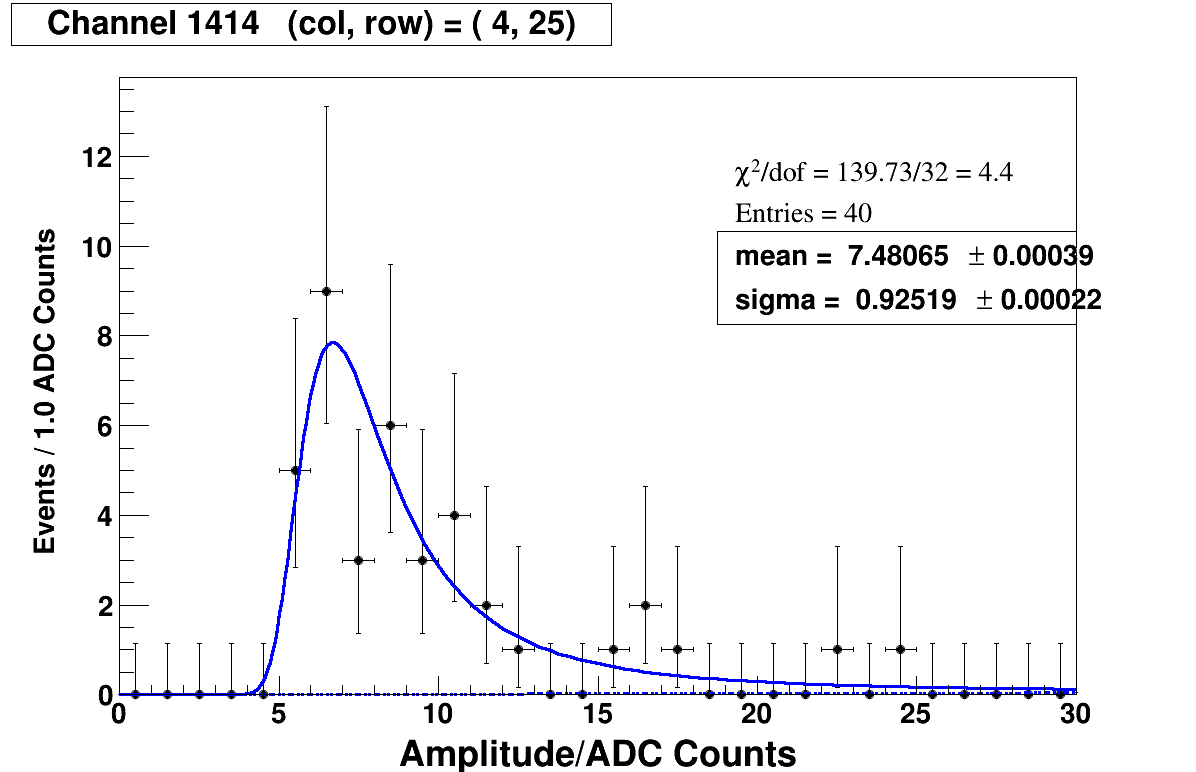 Channel 1414 (col, row) = ( 4, 25)
χ²/dof = 139.73/32 = 4.4
Entries = 40
mean = 7.48065 ± 0.00039
sigma = 0.92519 ± 0.00022
Events / 1.0 ADC Counts
12
10
8
6
4
2
0
0 5 10 15 20 25 30
Amplitude/ADC Counts